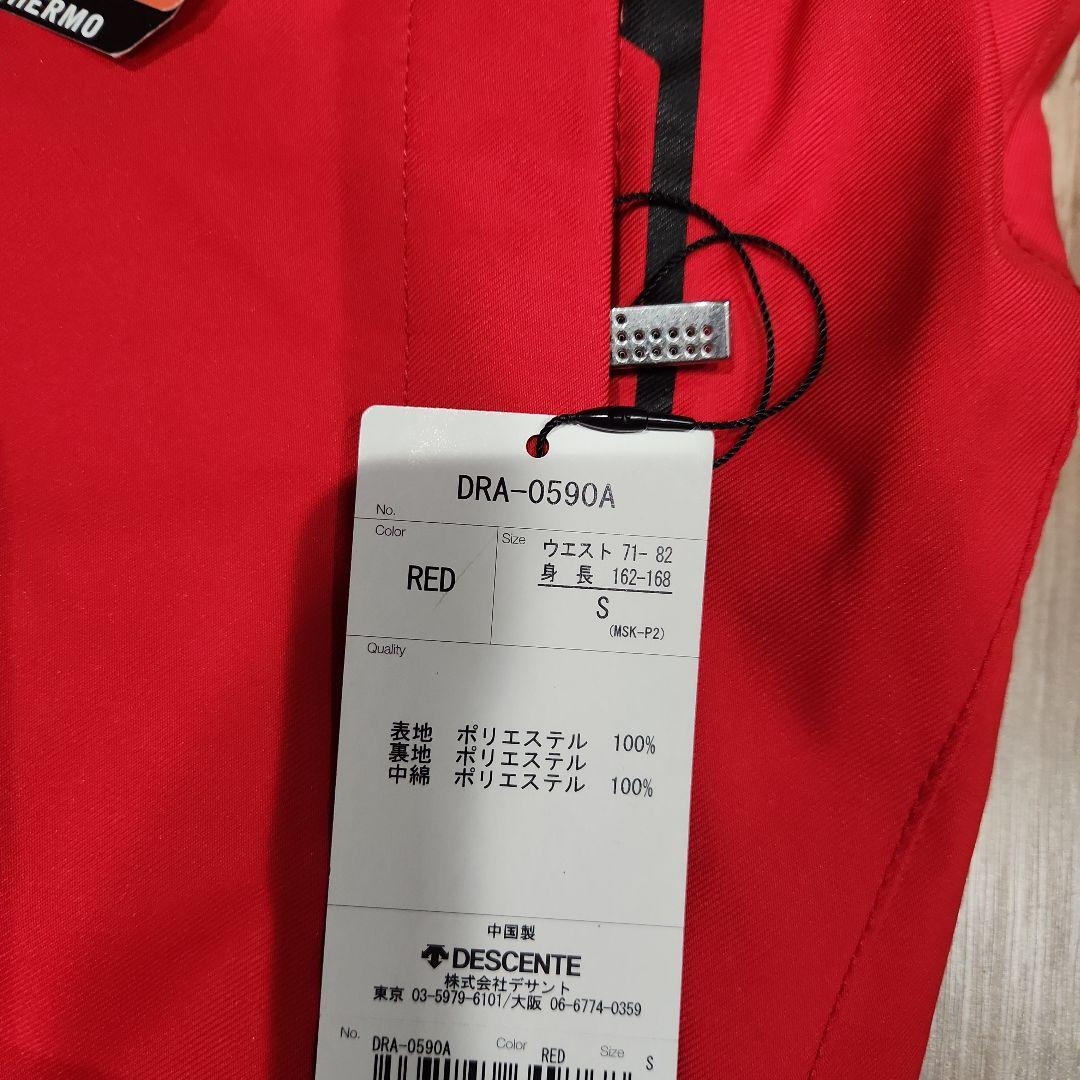 THERMO
DRA-0590A
No.
Color
RED
Size
ウエスト 71- 82
身 長 162-168
S
(MSK-P2)
Quality
表地 ポリエステル 100%
裏地 ポリエステル
中綿 ポリエステル 100%
中国製
DESCENTE
株式会社デサント
東京 03-5979-6101/大阪 06-6774-0359
No. DRA-0590A Color RED Size S